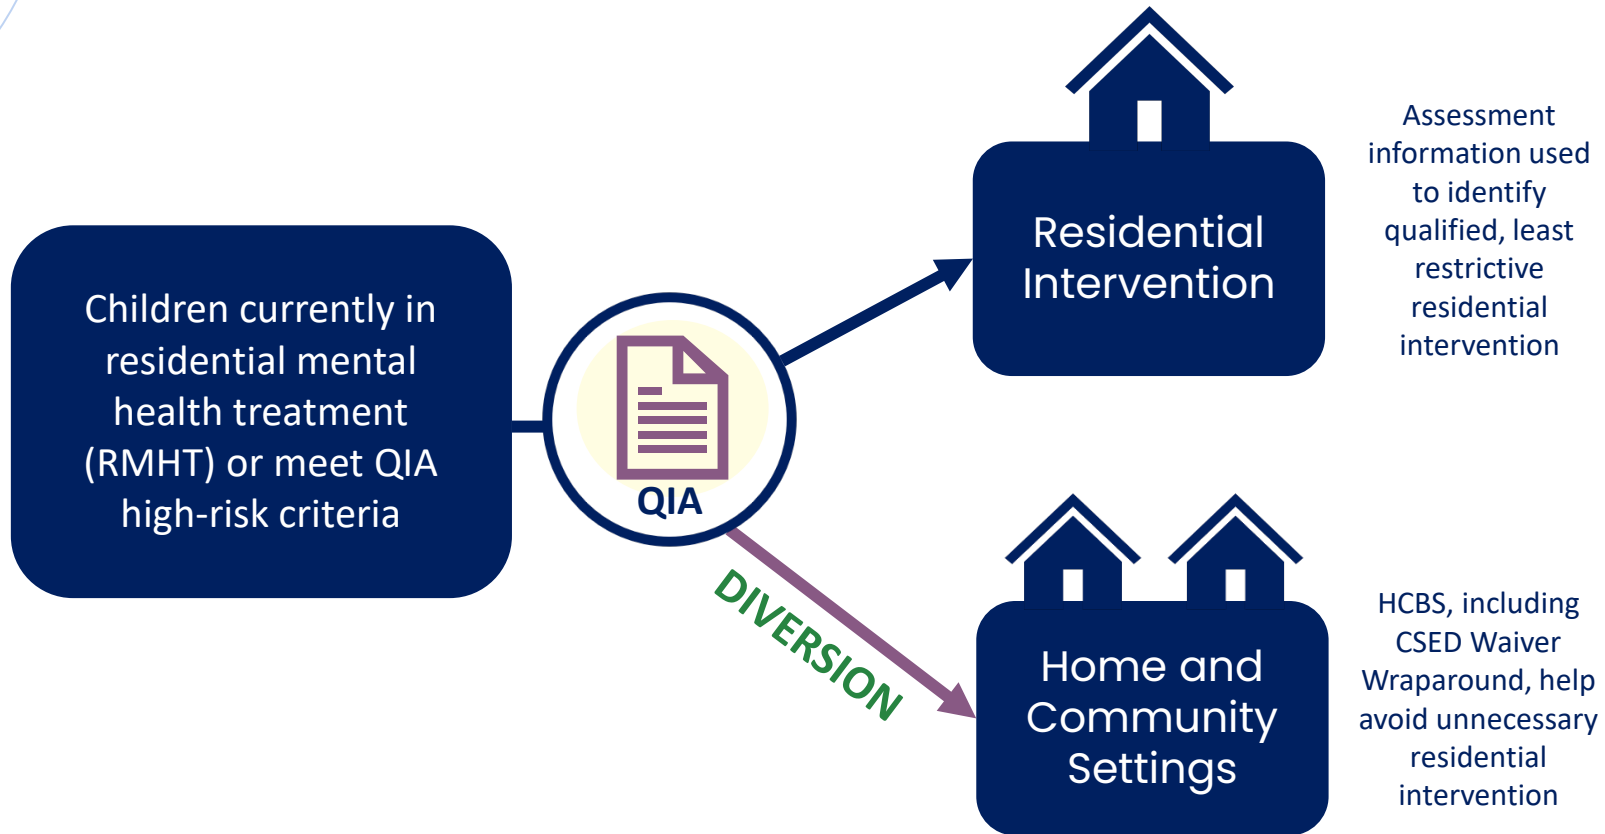 Children currently in
residential mental
health treatment
(RMHT) or meet QIA
high-risk criteria
QIA
DIVERSION
Residential
Intervention
Assessment
information used
to identify
qualified, least
restrictive
residential
intervention
Home and
Community
Settings
HCBS, including
CSED Waiver
Wraparound, help
avoid unnecessary
residential
intervention